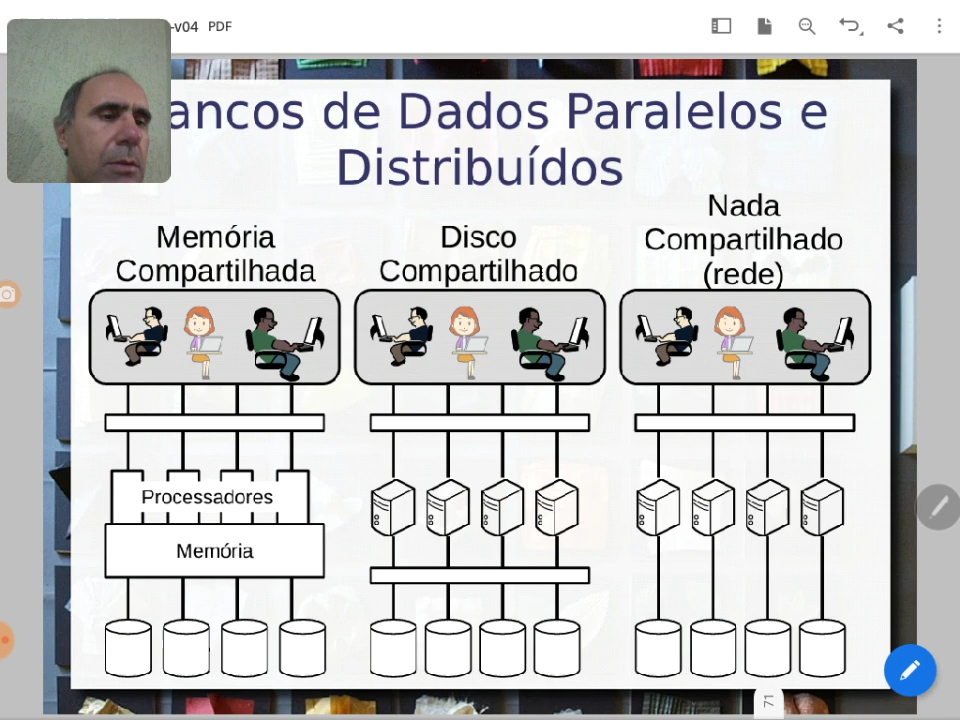 -v04 PDF
ancos de Dados Paralelos e
Distribuídos
Memória
Compartilhada
Disco
Compartilhado
Nada
Compartilhado
(rede)
Processadores
Memória
71